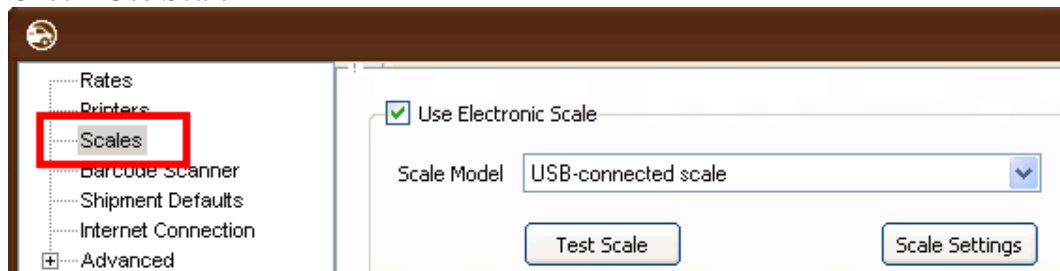 Rates
Printers
Scales
Barcode Scanner
Shipment Defaults
Internet Connection
Advanced
Use Electronic Scale
Scale Model USB-connected scale
Test Scale Scale Settings